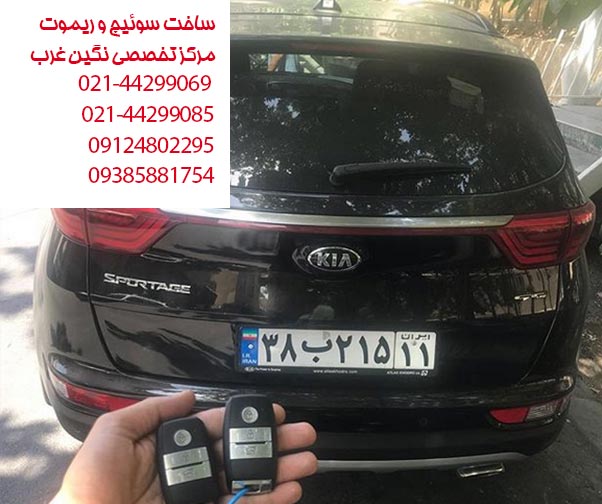 ساخت سوئیچ و ریموت
مرکز تخصصی نگین غرب
021-44299069
021-44299085
09124802295
09385881754
KIA
SPORTAGE
ایران
۳۸ب۲۱۵ ۱۱
I.R.
IRAN